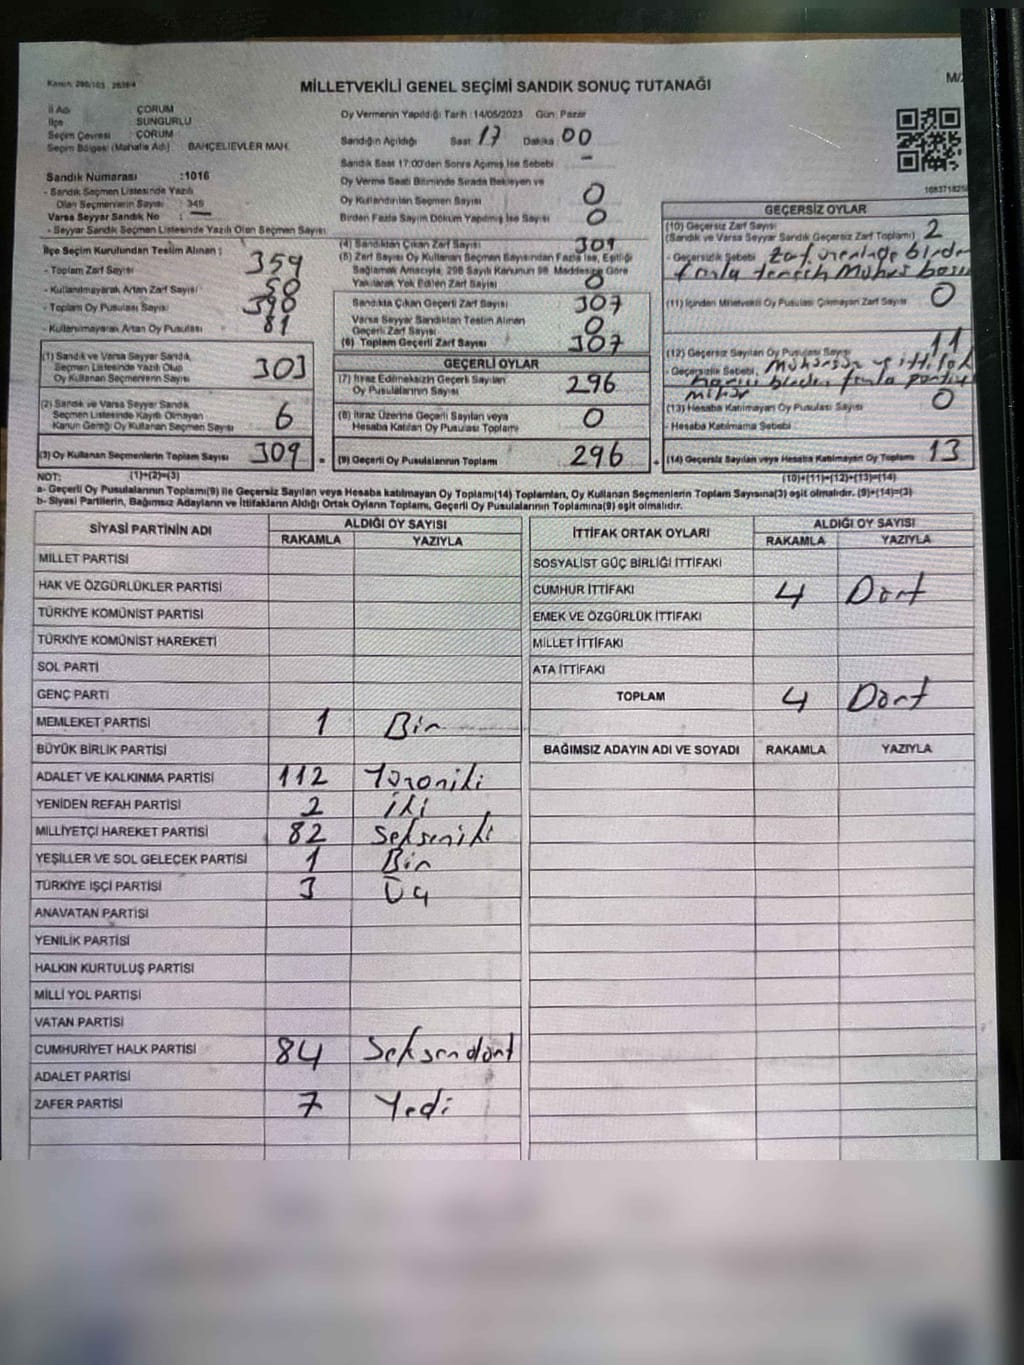 Kanun: 290/103 2839/4
MİLLETVEKİLİ GENEL SEÇİMİ SANDIK SONUÇ TUTANAĞI
İl Adı : ÇORUM
İlçe : SUNGURLU
Seçim Çevresi : ÇORUM
Seçim Bölgesi (Mahalle Adı) : BAHÇELİEVLER MAH.
Sandık Numarası :1016
- Sandık Seçmen Listesinde Yazılı
Olan Seçmenlerin Sayısı : 345
Varsa Seyyar Sandık No : —
- Seyyar Sandık Seçmen Listesinde Yazılı Olan Seçmen Sayısı
Oy Vermenin Yapıldığı Tarih :14/05/2023 Gün: Pazar
Sandığın Açıldığı Saat: 17 Dakika: 00
Sandık Saat 17:00'den Sonra Açılmış İse Sebebi –
Oy Verme Saati Bitiminde Sırada Bekleyen ve
Oy Kullandırılan Seçmen Sayısı 0
Birden Fazla Sayım Döküm Yapılmış İse Sayısı 0
İlçe Seçim Kurulundan Teslim Alınan ;
- Toplam Zarf Sayısı 359
- Kullanılmayarak Artan Zarf Sayısı 50
- Toplam Oy Pusulası Sayısı 390
- Kullanılmayarak Artan Oy Pusulası 81
(1) Sandık ve Varsa Seyyar Sandık
Seçmen Listesinde Yazılı Olup
Oy Kullanan Seçmenlerin Sayısı 303
(2) Sandık ve Varsa Seyyar Sandık
Seçmen Listesinde Kayıtlı Olmayan
Kanun Gereği Oy Kullanan Seçmen Sayısı 6
(3) Oy Kullanan Seçmenlerin Toplam Sayısı 309 =
(4) Sandıktan Çıkan Zarf Sayısı 309
(5) Zarf Sayısı Oy Kullanan Seçmen Sayısından Fazla İse, Eşitliği
Sağlamak Amacıyla, 298 Sayılı Kanunun 98. Maddesine Göre
Yakılarak Yok Edilen Zarf Sayısı 0
Sandıkta Çıkan Geçerli Zarf Sayısı 307
Varsa Seyyar Sandıktan Teslim Alınan
Geçerli Zarf Sayısı 0
(6) Toplam Geçerli Zarf Sayısı 307
GEÇERLİ OYLAR
(7) İtiraz Edilmeksizin Geçerli Sayılan
Oy Pusulalarının Sayısı 296
(8) İtiraz Üzerine Geçerli Sayılan veya
Hesaba Katılan Oy Pusulası Toplamı 0
(9) Geçerli Oy Pusulalarının Toplamı 296 +
M/2
GEÇERSİZ OYLAR
(10) Geçersiz Zarf Sayısı 2
(Sandık ve Varsa Seyyar Sandık Geçersiz Zarf Toplamı)
- Geçersizlik Sebebi Zarf üzerinde birden
fazla tercih Mühür
(11) İçinden Milletvekili Oy Pusulası Çıkmayan Zarf Sayısı 0
(12) Geçersiz Sayılan Oy Pusulası Sayısı 11
- Geçersizlik Sebebi : Mühürsüz ittifak
harici birden fazla partiye
mühür
(13) Hesaba Katılmayan Oy Pusulası Sayısı 0
- Hesaba Katılmama Sebebi
(14) Geçersiz Sayılan veya Hesaba Katılmayan Oy Toplamı 13
NOT: (1)+(2)=(3) (10)+(11)+(12)+(13)=(14)
a- Geçerli Oy Pusulalarının Toplamı(9) ile Geçersiz Sayılan veya Hesaba katılmayan Oy Toplamı(14) Toplamları, Oy Kullanan Seçmenlerin Toplam Sayısına(3) eşit olmalıdır. (9)+(14)=(3)
b- Siyasi Partilerin, Bağımsız Adayların ve İttifakların Aldığı Ortak Oyların Toplamı, Geçerli Oy Pusulalarının Toplamına(9) eşit olmalıdır.
SİYASİ PARTİNİN ADI ALDIĞI OY SAYISI
RAKAMLA YAZIYLA
MİLLET PARTİSİ
HAK VE ÖZGÜRLÜKLER PARTİSİ
TÜRKİYE KOMÜNİST PARTİSİ
TÜRKİYE KOMÜNİST HAREKETİ
SOL PARTİ
GENÇ PARTİ
MEMLEKET PARTİSİ 1 Bir
BÜYÜK BİRLİK PARTİSİ
ADALET VE KALKINMA PARTİSİ 112 Yüzoniki
YENİDEN REFAH PARTİSİ 2 İki
MİLLİYETÇİ HAREKET PARTİSİ 82 Sekseniki
YEŞİLLER VE SOL GELECEK PARTİSİ 1 Bir
TÜRKİYE İŞÇİ PARTİSİ 3 Üç
ANAVATAN PARTİSİ
YENİLİK PARTİSİ
HALKIN KURTULUŞ PARTİSİ
MİLLİ YOL PARTİSİ
VATAN PARTİSİ
CUMHURİYET HALK PARTİSİ 84 Seksendört
ADALET PARTİSİ
ZAFER PARTİSİ 7 Yedi
İTTİFAK ORTAK OYLARI ALDIĞI OY SAYISI
RAKAMLA YAZIYLA
SOSYALİST GÜÇ BİRLİĞİ İTTİFAKI
CUMHUR İTTİFAKI 4 Dört
EMEK VE ÖZGÜRLÜK İTTİFAKI
MİLLET İTTİFAKI
ATA İTTİFAKI
TOPLAM 4 Dört
BAĞIMSIZ ADAYIN ADI VE SOYADI RAKAMLA YAZIYLA